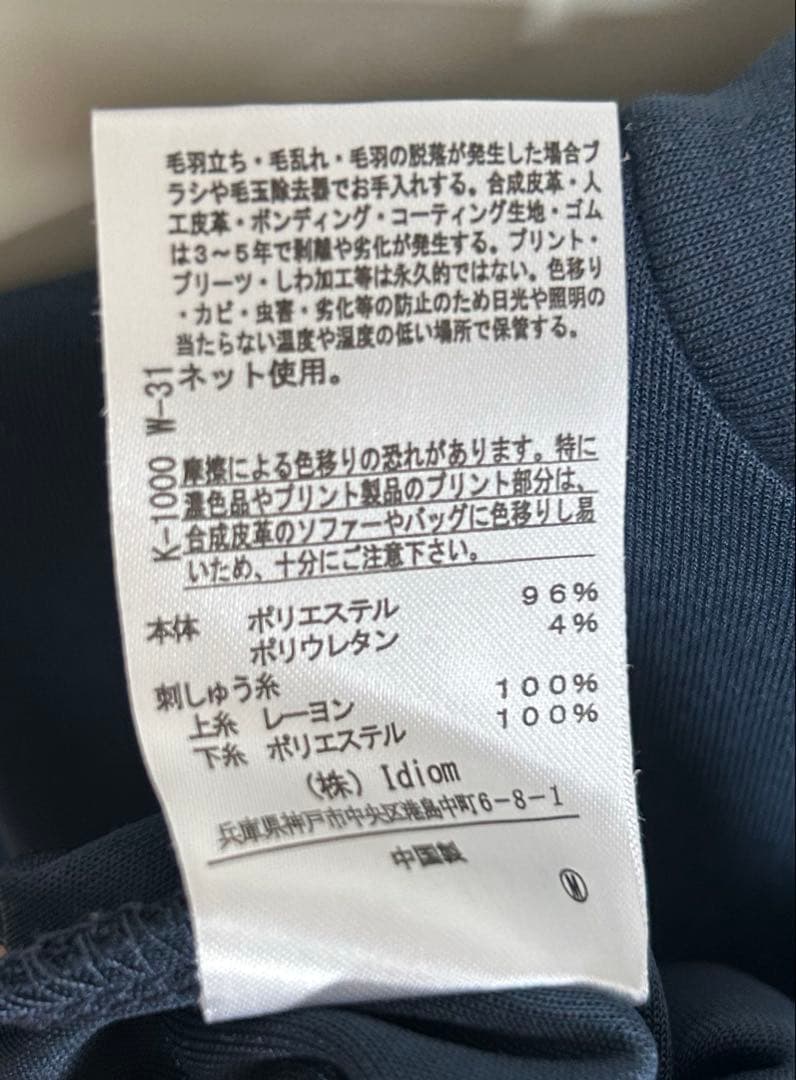 毛羽立ち・毛乱れ・毛羽の脱落が発生した場合ブ
ラシや毛玉除去器でお手入れする。合成皮革・人
工皮革・ボンディング・コーティング生地・ゴム
は３～５年で剥離や劣化が発生する。プリント・
プリーツ・しわ加工等は永久的ではない。色移り
・カビ・虫害・劣化等の防止のため日光や照明の
当たらない温度や湿度の低い場所で保管する。
ネット使用。
K-1000 W-31
摩擦による色移りの恐れがあります。特に
濃色品やプリント製品のプリント部分は、
合成皮革のソファーやバッグに色移りし易
いため、十分にご注意下さい。
本体 ポリエステル ９６％
ポリウレタン ４％
刺しゅう糸
上糸 レーヨン １００％
下糸 ポリエステル １００％
（株）Idiom
兵庫県神戸市中央区港島中町6-8-1
中国製
Ⓜ